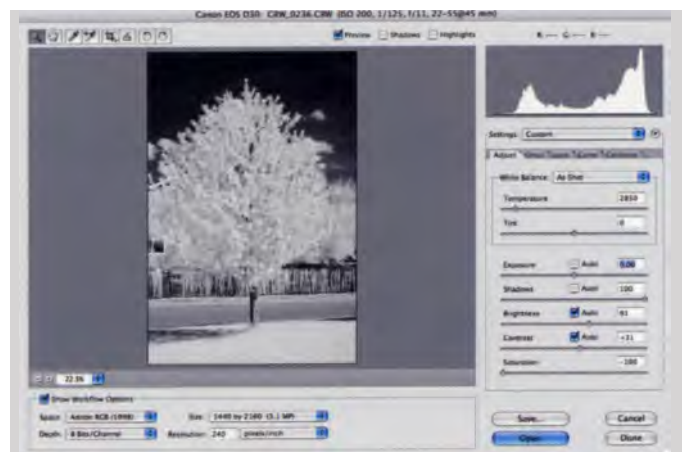 Canon EOS D30: CRW_0236.CRW (ISO 200, 1/125, f/11, 22-55@45 mm)
Preview Shadows Highlights
R: --- G: --- B: ---
Settings: Custom
Adjust
White Balance: As Shot
Temperature 2850
Tint 0
Exposure Auto 0.00
Shadows Auto 100
Brightness Auto 61
Contrast Auto +31
Saturation -100
Show Workflow Options
Space: Adobe RGB (1998) Size: 1440 by 2160 (3.1 MP)
Depth: 8 Bits/Channel Resolution: 240 pixels/inch
Save... Cancel
Open Done